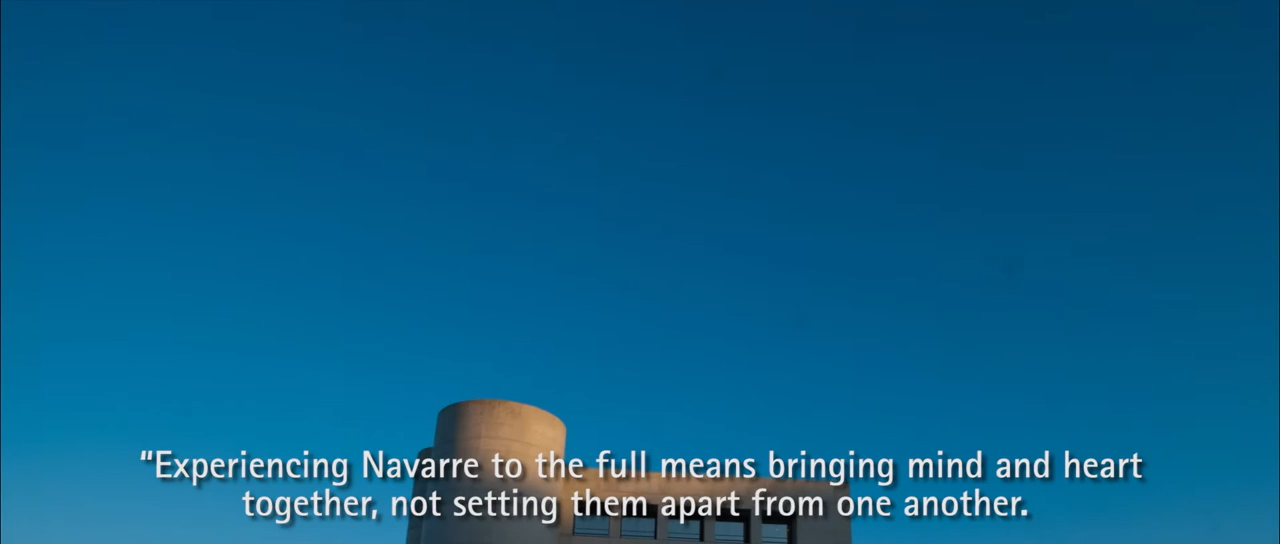 "Experiencing Navarre to the full means bringing mind and heart
together, not setting them apart from one another.